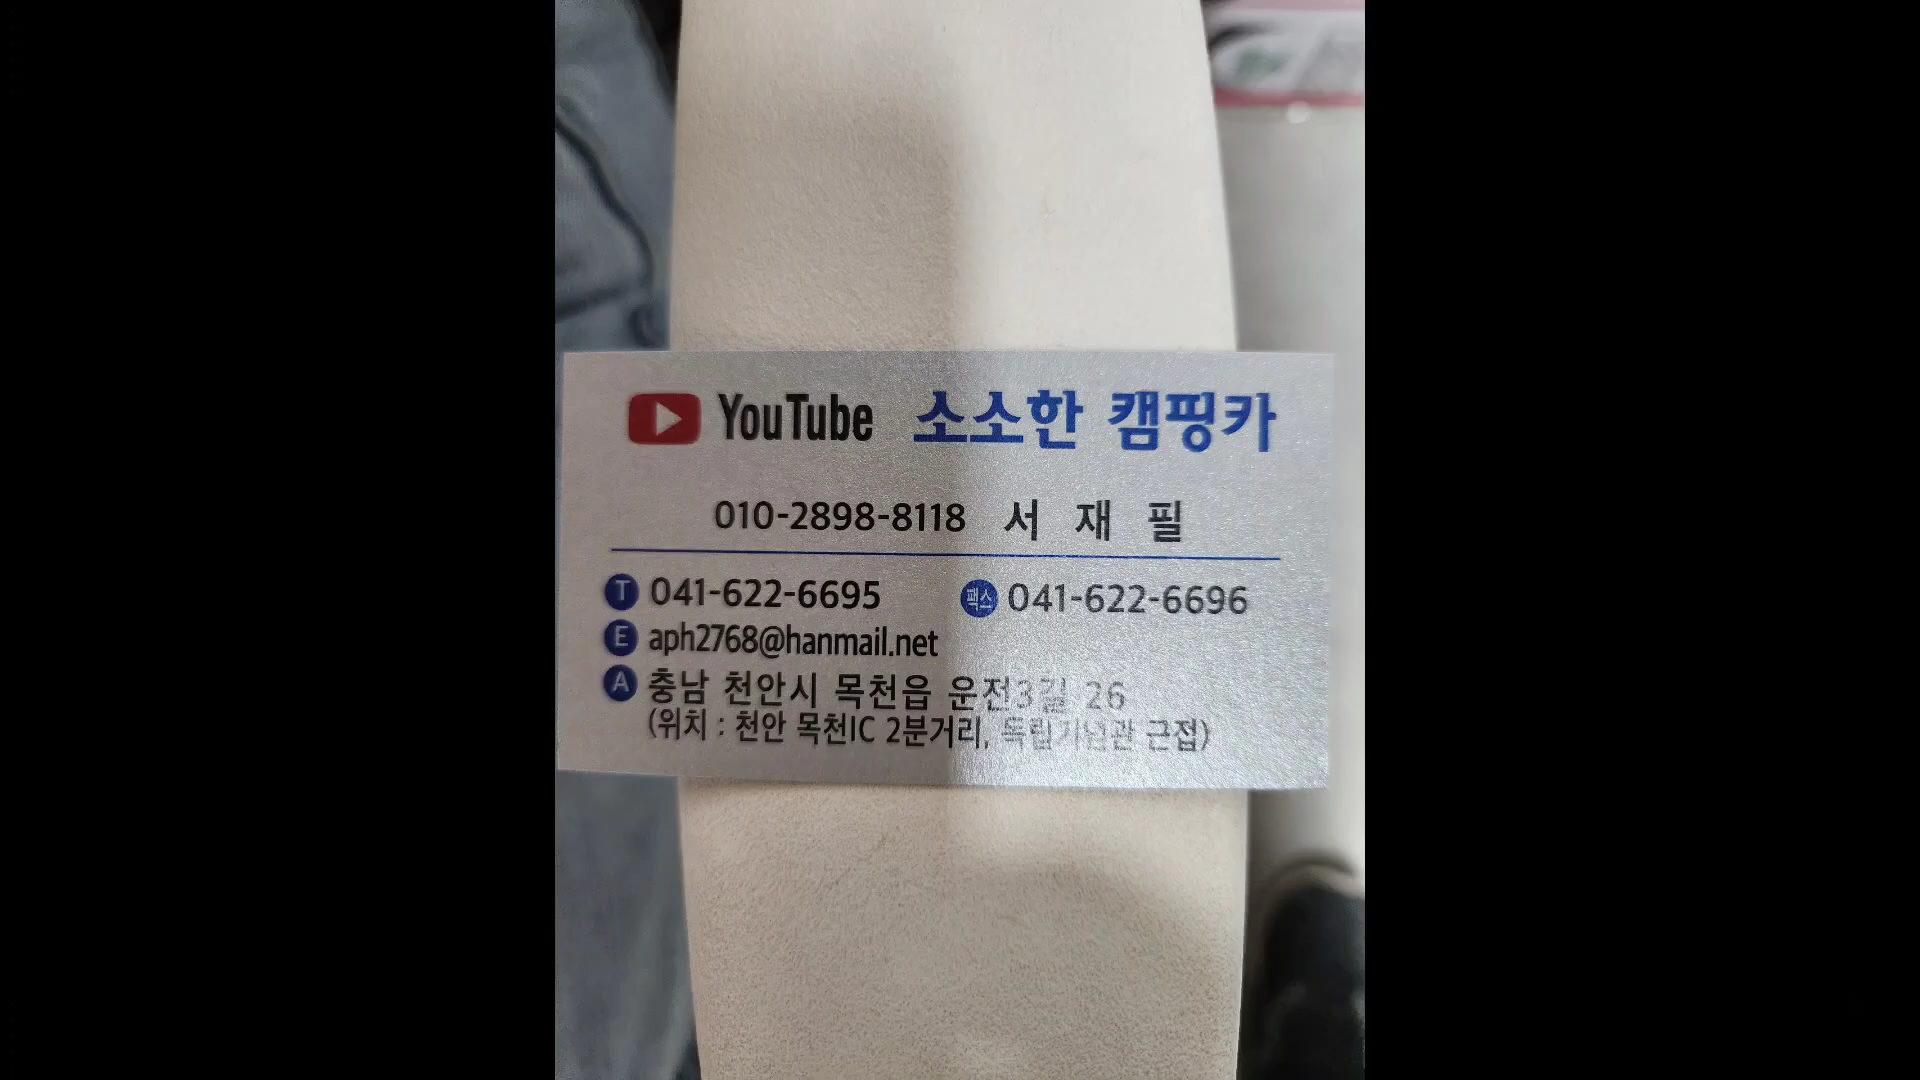 YouTube 소소한 캠핑카
010-2898-8118 서 재 필
T 041-622-6695 팩스 041-622-6696
E aph2768@hanmail.net
A 충남 천안시 목천읍 운전3길 26
(위치 : 천안 목천IC 2분거리, 독립기념관 근접)